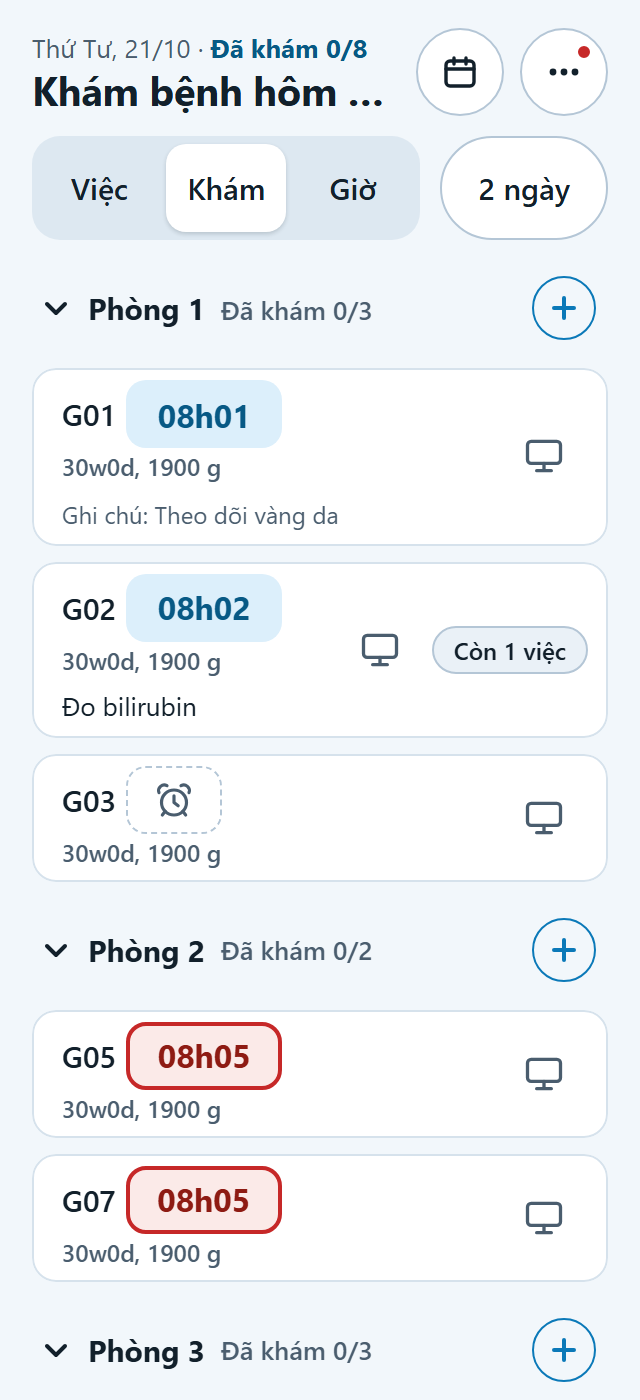 Thứ Tư, 21/10 · Đã khám 0/8
Khám bệnh hôm ...
Việc Khám Giờ 2 ngày
Phòng 1 Đã khám 0/3
G01 08h01
30w0d, 1900 g
Ghi chú: Theo dõi vàng da
G02 08h02
30w0d, 1900 g
Còn 1 việc
Đo bilirubin
G03
30w0d, 1900 g
Phòng 2 Đã khám 0/2
G05 08h05
30w0d, 1900 g
G07 08h05
30w0d, 1900 g
Phòng 3 Đã khám 0/3